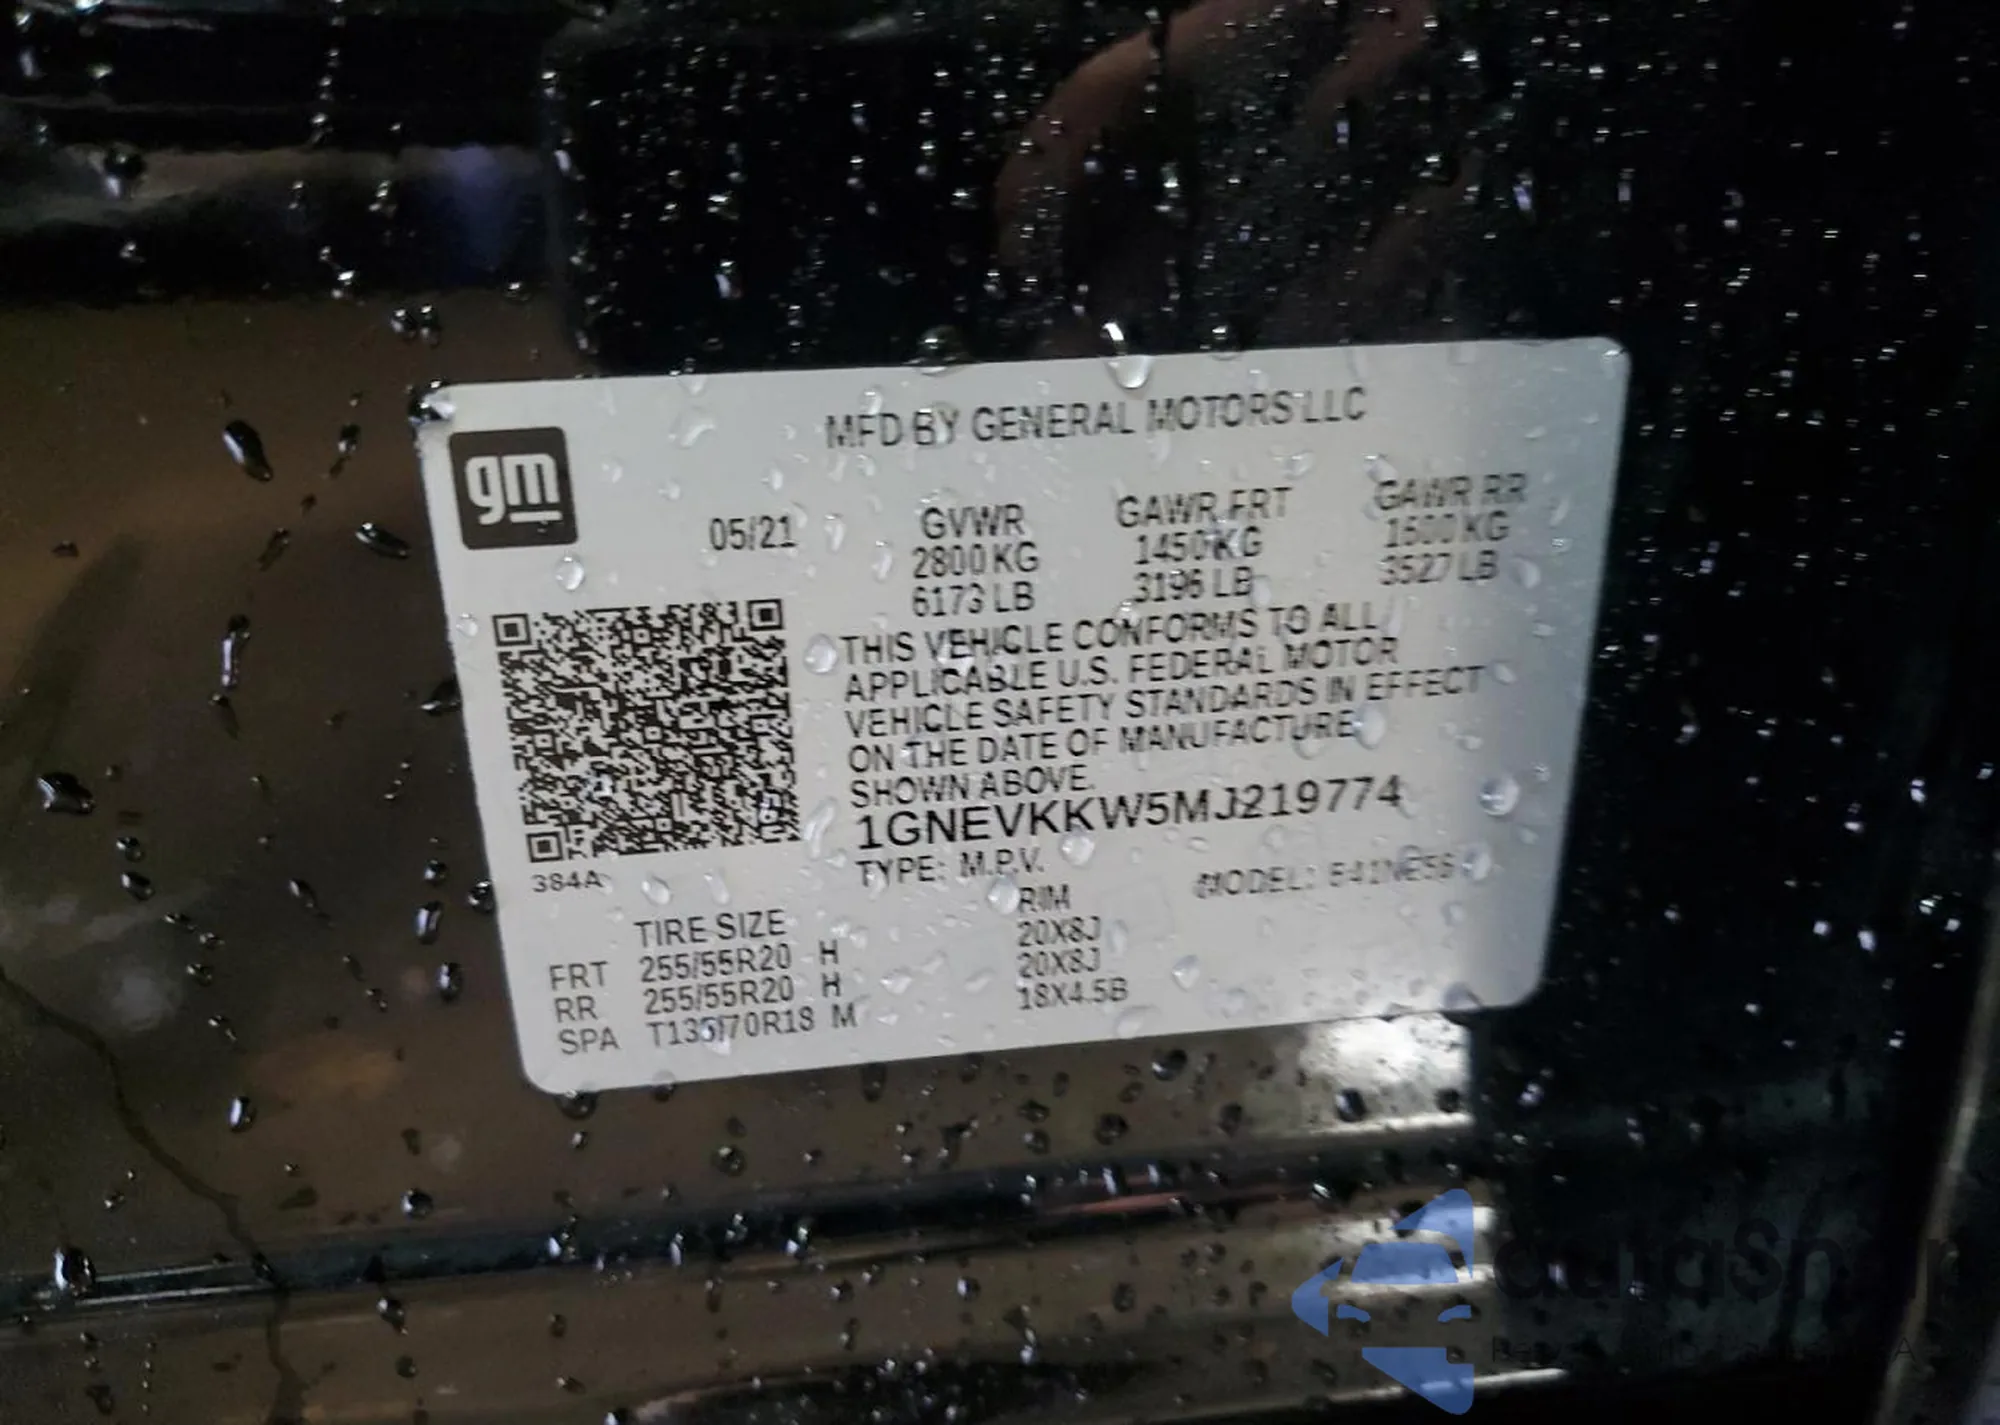 MFD BY GENERAL MOTORS LLC
gm
05/21
GVWR GAWR FRT GAWR RR
2800 KG 1450 KG 1600 KG
6173 LB 3196 LB 3527 LB
THIS VEHICLE CONFORMS TO ALL
APPLICABLE U.S. FEDERAL MOTOR
VEHICLE SAFETY STANDARDS IN EFFECT
ON THE DATE OF MANUFACTURE
SHOWN ABOVE.
1GNEVKKW5MJ219774
TYPE: M.P.V. MODEL:
384A
TIRE SIZE RIM
FRT 255/55R20 H 20X8J
RR 255/55R20 H 20X8J
SPA T135/70R18 M 18X4.5B